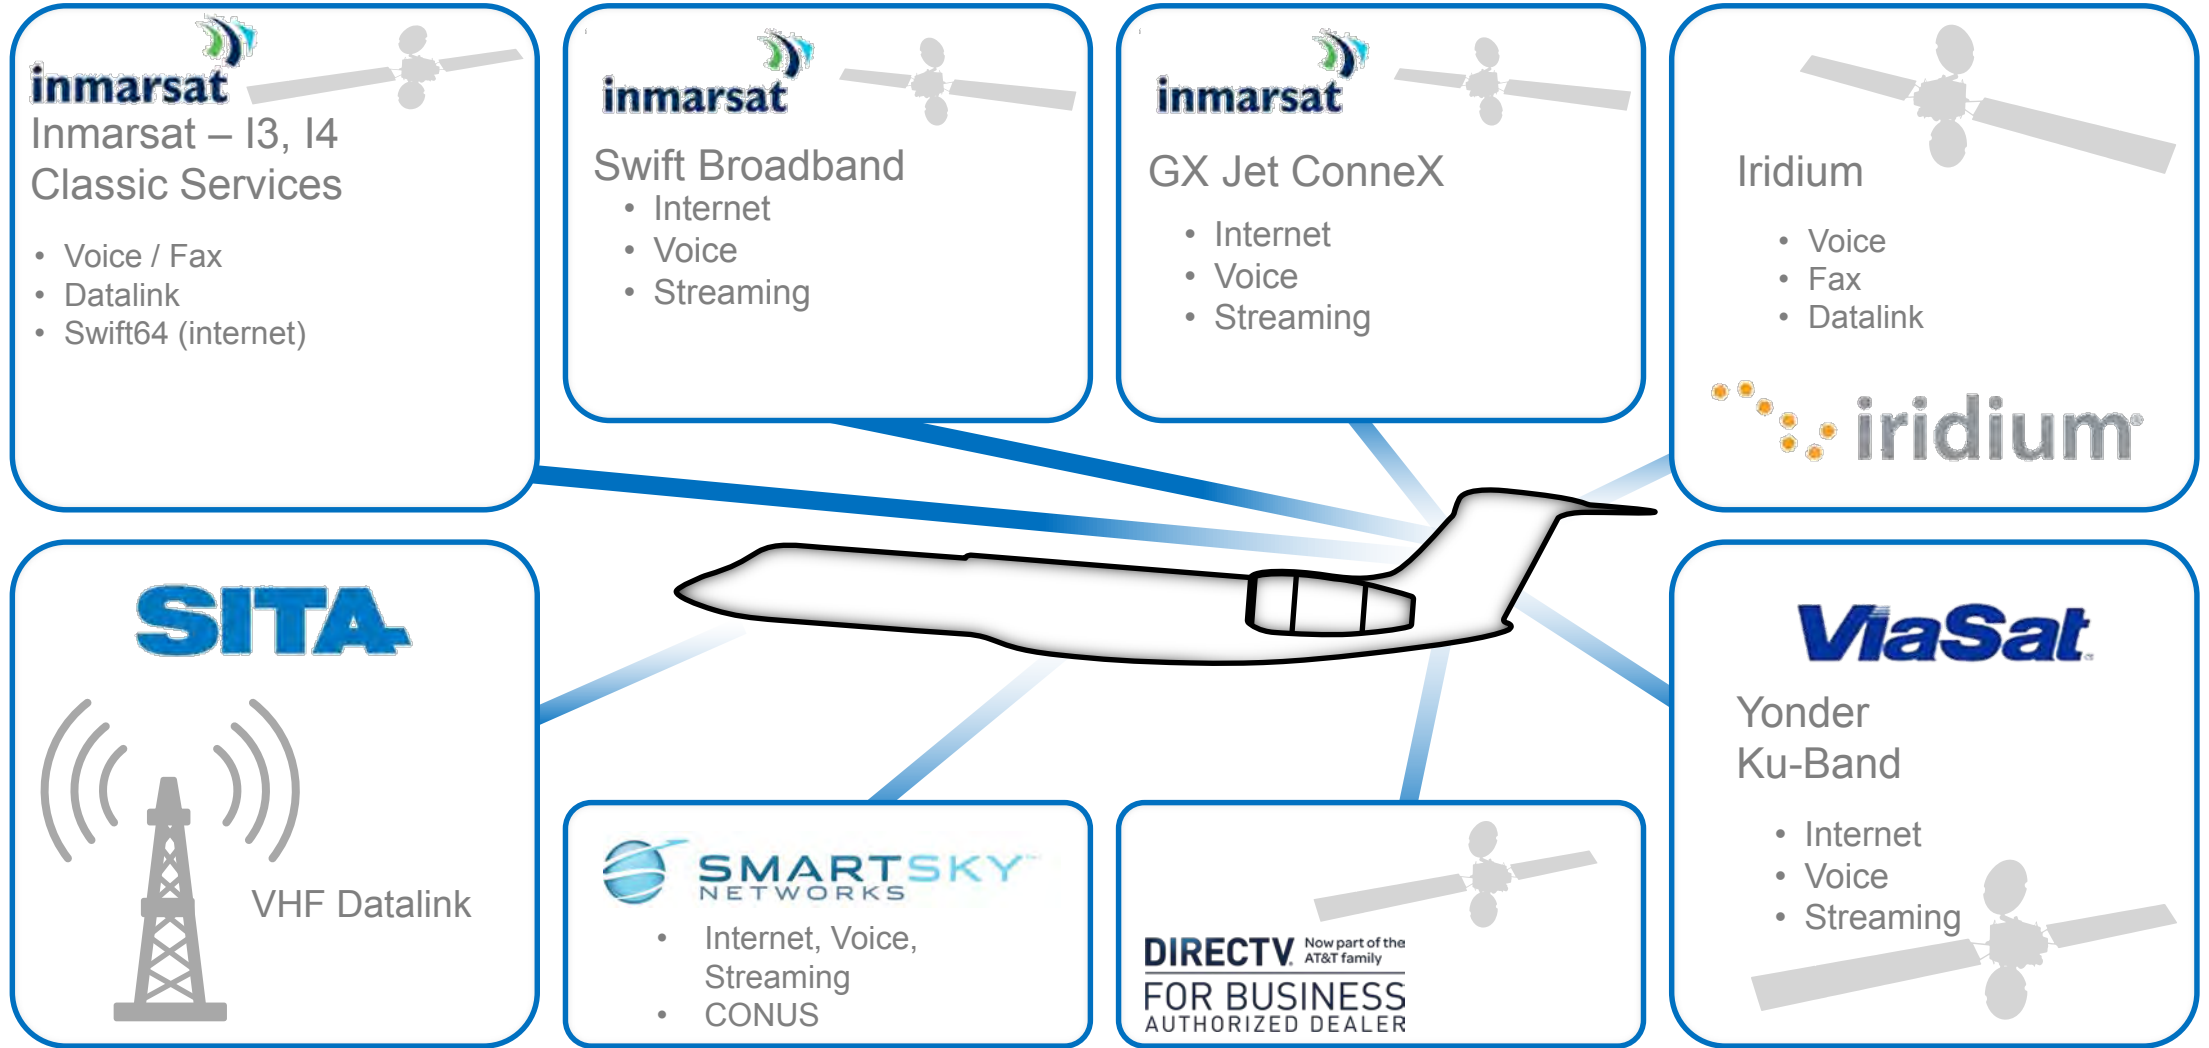 inmarsat
Inmarsat – I3, I4
Classic Services
• Voice / Fax
• Datalink
• Swift64 (internet)
inmarsat
Swift Broadband
• Internet
• Voice
• Streaming
inmarsat
GX Jet ConneX
• Internet
• Voice
• Streaming
Iridium
• Voice
• Fax
• Datalink
iridium®
SITA
VHF Datalink
SMARTSKY™
NETWORKS
• Internet, Voice,
Streaming
• CONUS
DIRECTV Now part of the
AT&T family
FOR BUSINESS
AUTHORIZED DEALER
ViaSat
Yonder
Ku-Band
• Internet
• Voice
• Streaming